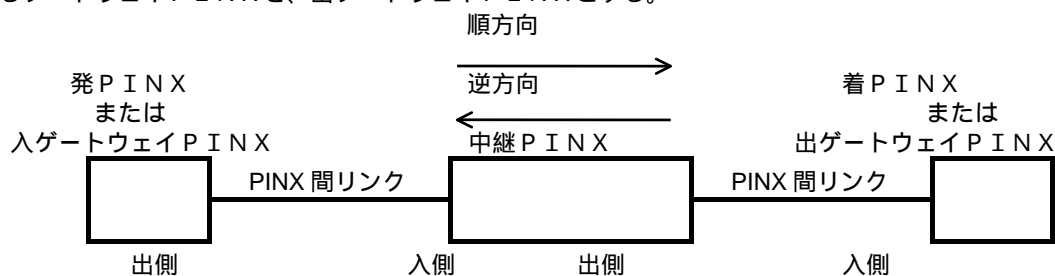 るゲートウェイＰＩＮＸを、出ゲートウェイＰＩＮＸとする。
順方向
発ＰＩＮＸ 逆方向 着ＰＩＮＸ
または または
入ゲートウェイＰＩＮＸ 中継ＰＩＮＸ 出ゲートウェイＰＩＮＸ
PINX 間リンク PINX 間リンク
出側 入側 出側 入側